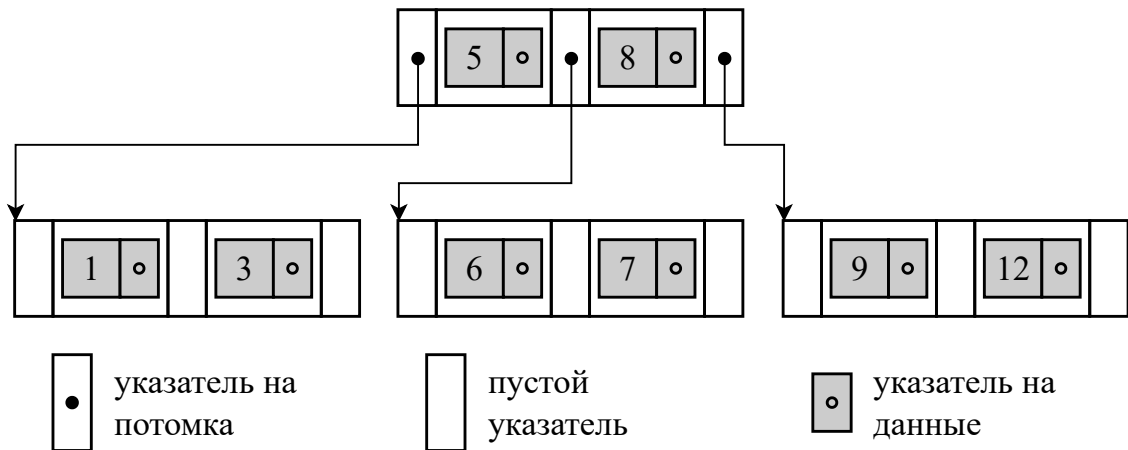 5 8
1 3 6 7 9 12
указатель на
потомка
пустой
указатель
указатель на
данные